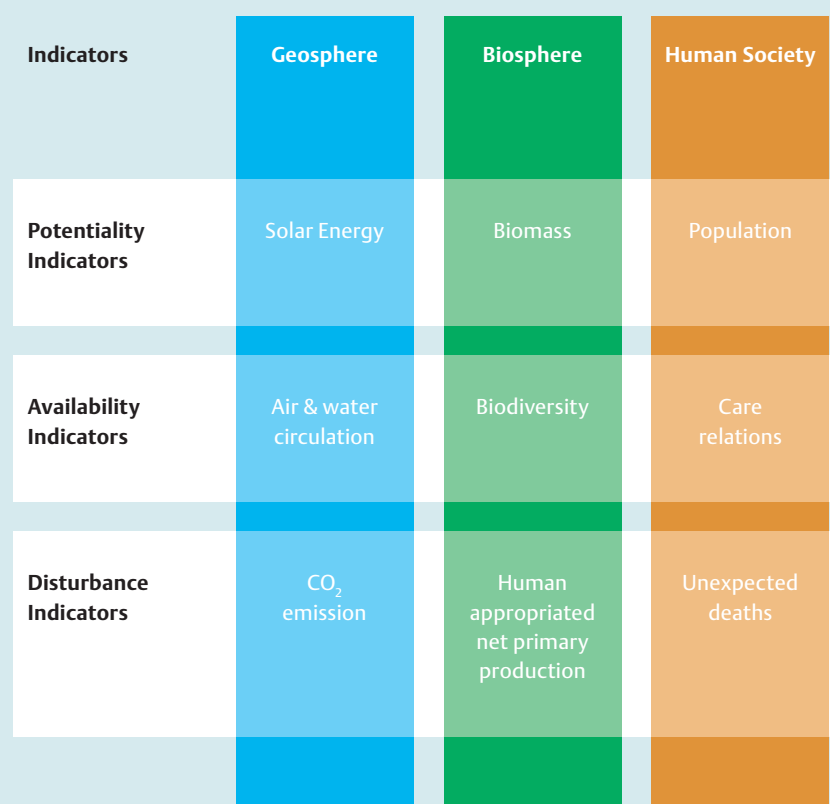 Indicators
Geosphere
Biosphere
Human Society
Potentiality
Indicators
Solar Energy
Biomass
Population
Availability
Indicators
Air & water
circulation
Biodiversity
Care
relations
Disturbance
Indicators
CO₂
emission
Human
appropriated
net primary
production
Unexpected
deaths